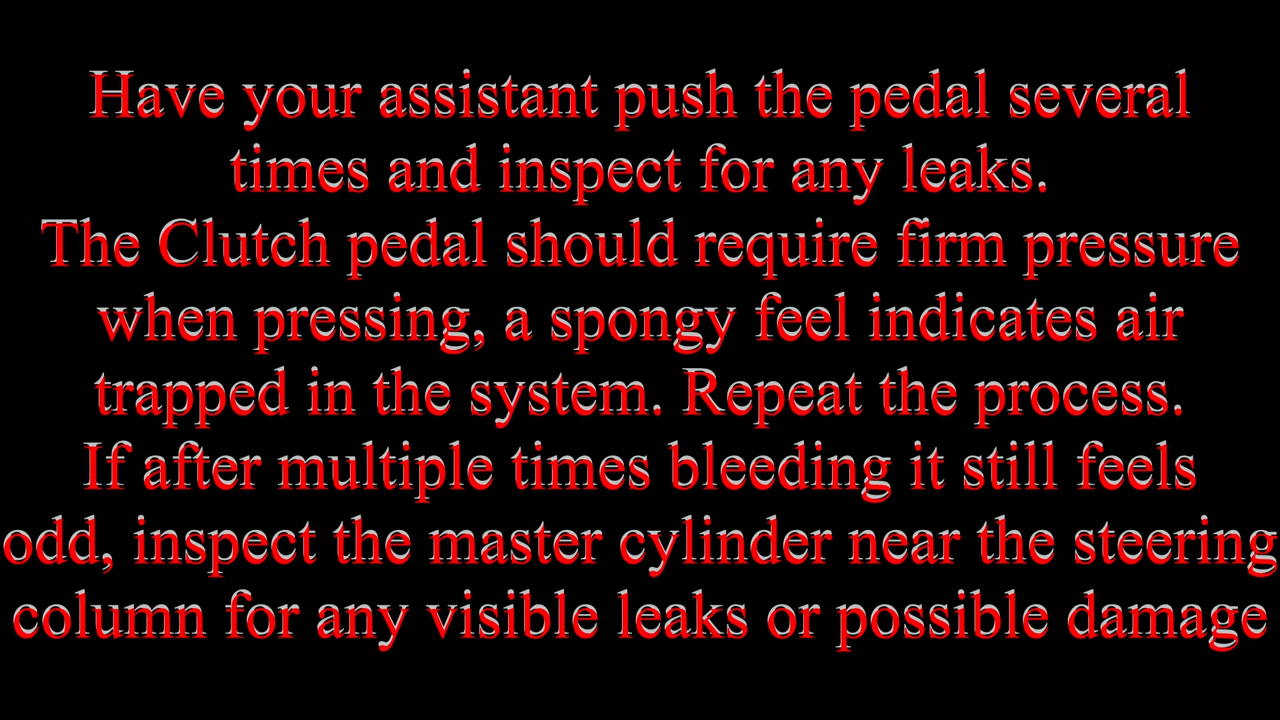 Have your assistant push the pedal several
times and inspect for any leaks.
The Clutch pedal should require firm pressure
when pressing, a spongy feel indicates air
trapped in the system. Repeat the process.
If after multiple times bleeding it still feels
odd, inspect the master cylinder near the steering
column for any visible leaks or possible damage